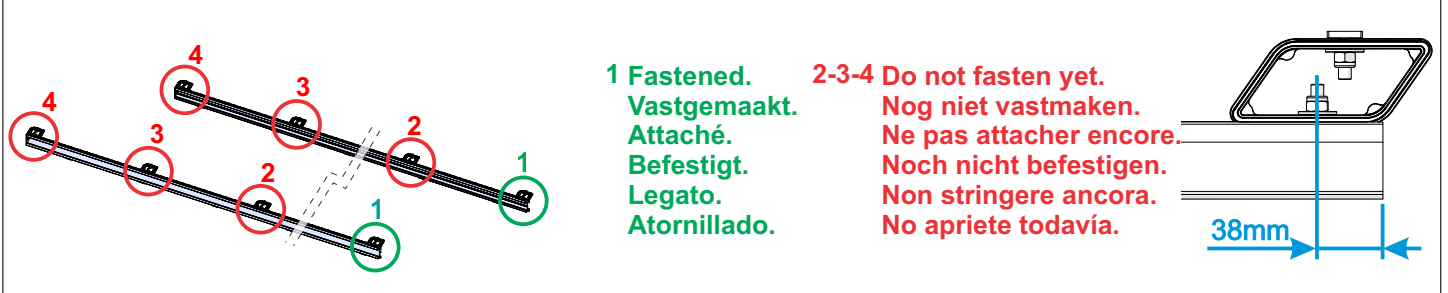 4
3
2
1
4
3
2
1
1 Fastened.
Vastgemaakt.
Attaché.
Befestigt.
Legato.
Atornillado.
2-3-4 Do not fasten yet.
Nog niet vastmaken.
Ne pas attacher encore.
Noch nicht befestigen.
Non stringere ancora.
No apriete todavía.
38mm